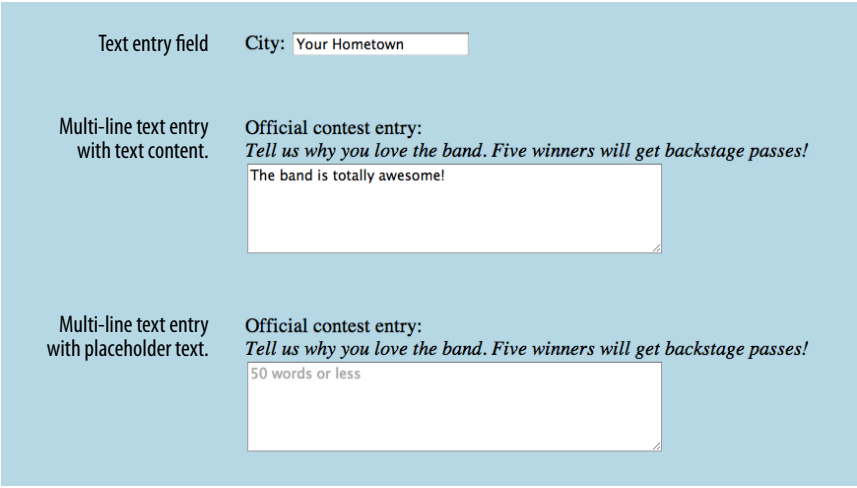 Text entry field
City: Your Hometown
Multi-line text entry
with text content.
Official contest entry:
Tell us why you love the band. Five winners will get backstage passes!
The band is totally awesome!
Multi-line text entry
with placeholder text.
Official contest entry:
Tell us why you love the band. Five winners will get backstage passes!
50 words or less